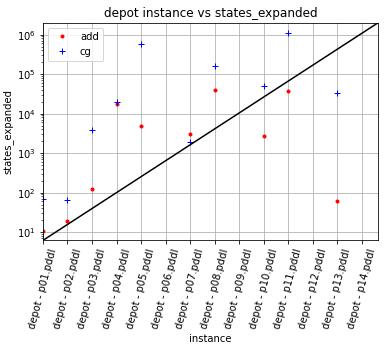 depot instance vs states_expanded
add
cg
10^6
10^5
10^4
10^3
10^2
10^1
states_expanded
depot - p01.pddl
depot - p02.pddl
depot - p03.pddl
depot - p04.pddl
depot - p05.pddl
depot - p06.pddl
depot - p07.pddl
depot - p08.pddl
depot - p09.pddl
depot - p10.pddl
depot - p11.pddl
depot - p12.pddl
depot - p13.pddl
depot - p14.pddl
instance